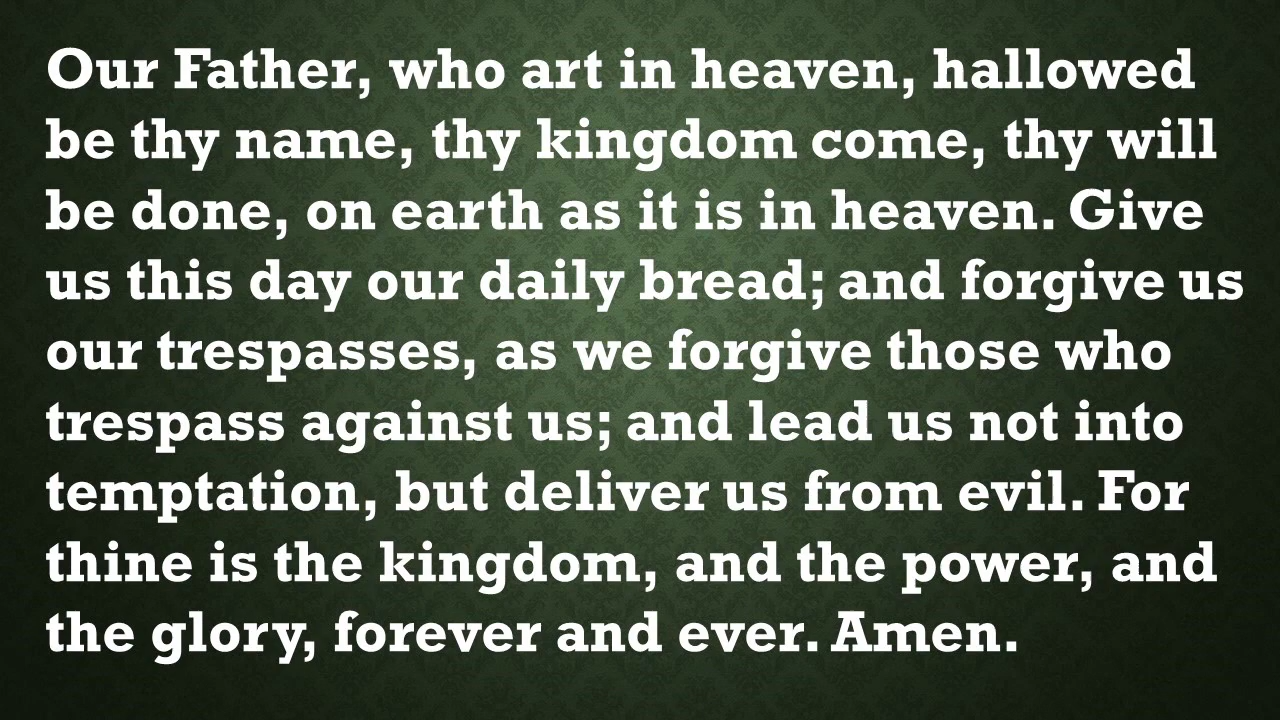 Our Father, who art in heaven, hallowed
be thy name, thy kingdom come, thy will
be done, on earth as it is in heaven. Give
us this day our daily bread; and forgive us
our trespasses, as we forgive those who
trespass against us; and lead us not into
temptation, but deliver us from evil. For
thine is the kingdom, and the power, and
the glory, forever and ever. Amen.